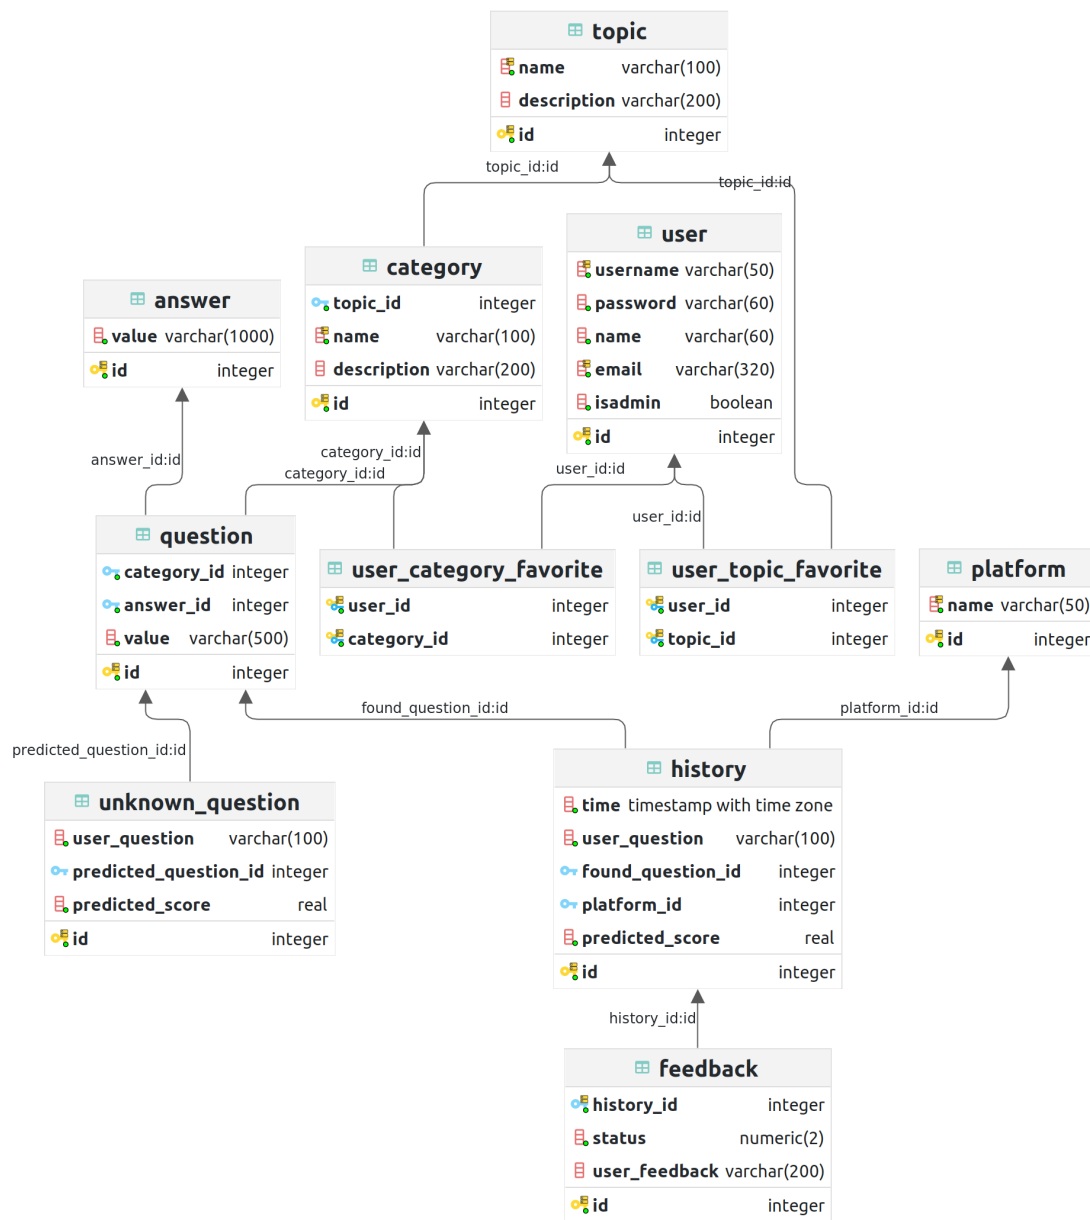 topic
name varchar(100)
description varchar(200)
id integer
topic_id:id
topic_id:id
user
username varchar(50)
password varchar(60)
name varchar(60)
email varchar(320)
isadmin boolean
id integer
category
topic_id integer
name varchar(100)
description varchar(200)
id integer
answer
value varchar(1000)
id integer
answer_id:id
category_id:id
category_id:id
user_id:id
user_id:id
question
category_id integer
answer_id integer
value varchar(500)
id integer
user_category_favorite
user_id integer
category_id integer
user_topic_favorite
user_id integer
topic_id integer
platform
name varchar(50)
id integer
found_question_id:id
platform_id:id
predicted_question_id:id
unknown_question
user_question varchar(100)
predicted_question_id integer
predicted_score real
id integer
history
time timestamp with time zone
user_question varchar(100)
found_question_id integer
platform_id integer
predicted_score real
id integer
history_id:id
feedback
history_id integer
status numeric(2)
user_feedback varchar(200)
id integer